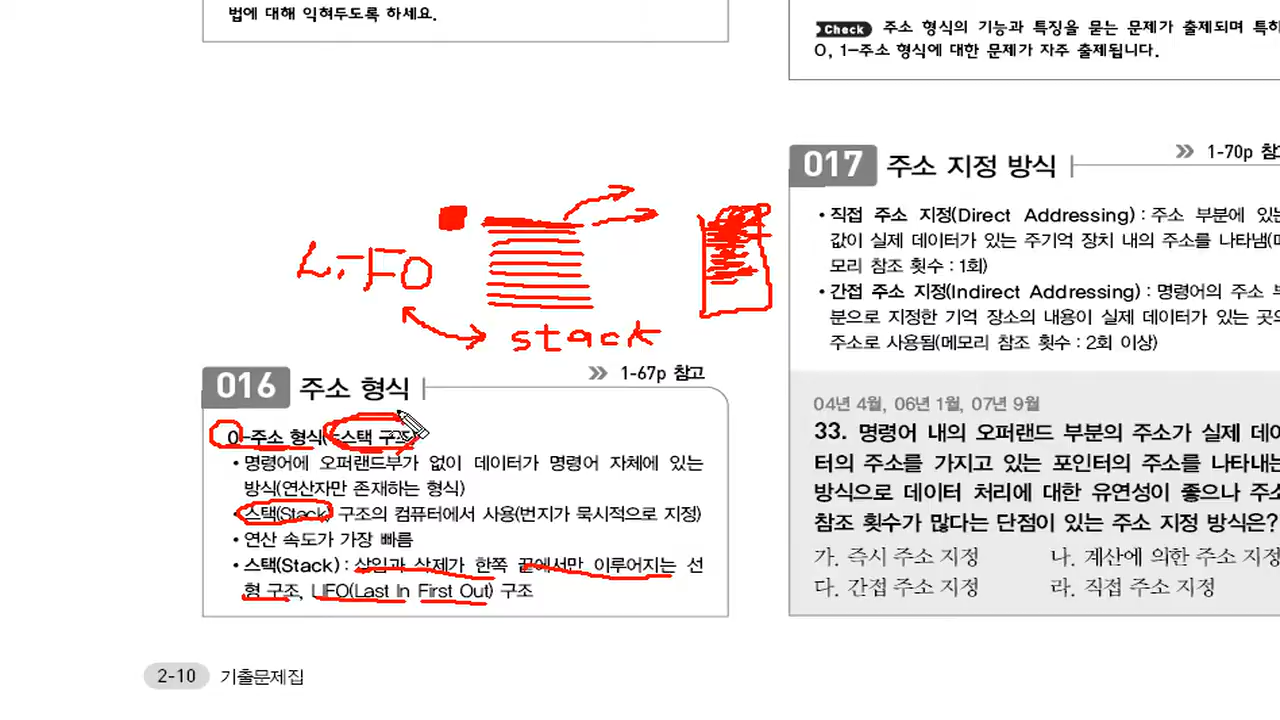 법에 대해 익혀두도록 하세요.
LiFO
stack
016 주소 형식
1-67p 참고
0-주소 형식(=스택 구조)
• 명령어에 오퍼랜드부가 없이 데이터가 명령어 자체에 있는
방식(연산자만 존재하는 형식)
• 스택(Stack) 구조의 컴퓨터에서 사용(번지가 묵시적으로 지정)
• 연산 속도가 가장 빠름
• 스택(Stack) : 삽입과 삭제가 한쪽 끝에서만 이루어지는 선
형 구조, LIFO(Last In First Out) 구조
2-10 기출문제집
Check 주소 형식의 기능과 특징을 묻는 문제가 출제되며 특히
0, 1-주소 형식에 대한 문제가 자주 출제됩니다.
017 주소 지정 방식
1-70p 참고
• 직접 주소 지정(Direct Addressing) : 주소 부분에 있는
값이 실제 데이터가 있는 주기억 장치 내의 주소를 나타냄(메
모리 참조 횟수 : 1회)
• 간접 주소 지정(Indirect Addressing) : 명령어의 주소 부
분으로 지정한 기억 장소의 내용이 실제 데이터가 있는 곳의
주소로 사용됨(메모리 참조 횟수 : 2회 이상)
04년 4월, 06년 1월, 07년 9월
33. 명령어 내의 오퍼랜드 부분의 주소가 실제 데이
터의 주소를 가지고 있는 포인터의 주소를 나타내는
방식으로 데이터 처리에 대한 유연성이 좋으나 주소
참조 횟수가 많다는 단점이 있는 주소 지정 방식은?
가. 즉시 주소 지정 나. 계산에 의한 주소 지정
다. 간접 주소 지정 라. 직접 주소 지정